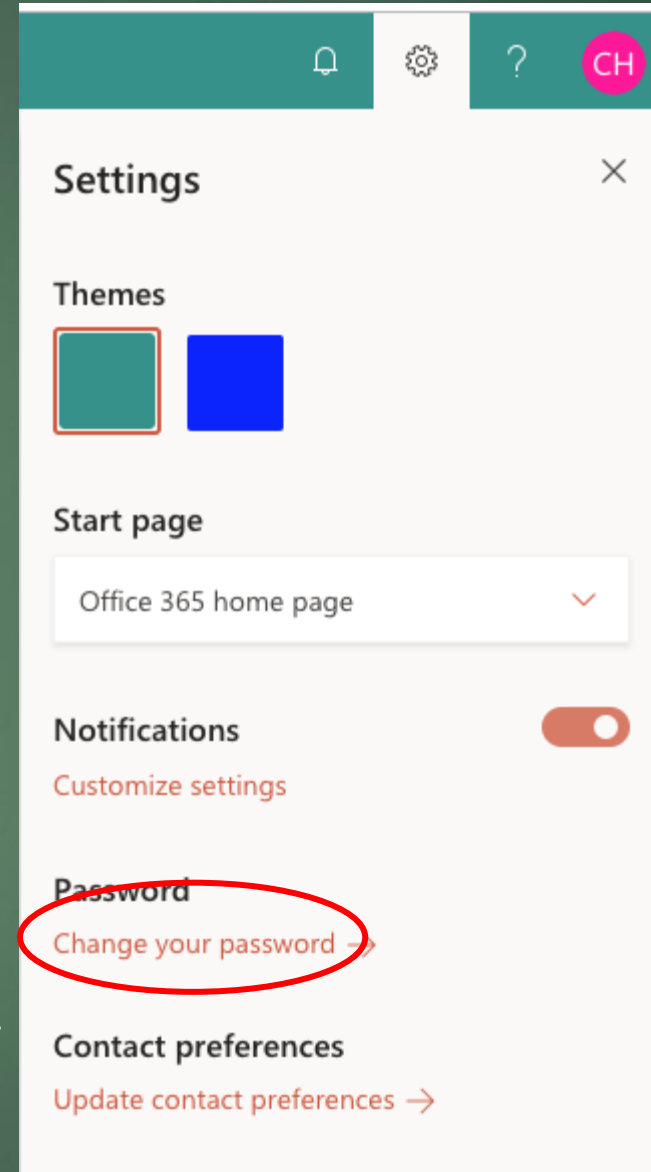 ?
CH
Settings
Themes
Start page
Office 365 home page
Notifications
Customize settings
Password
Change your password →
Contact preferences
Update contact preferences →